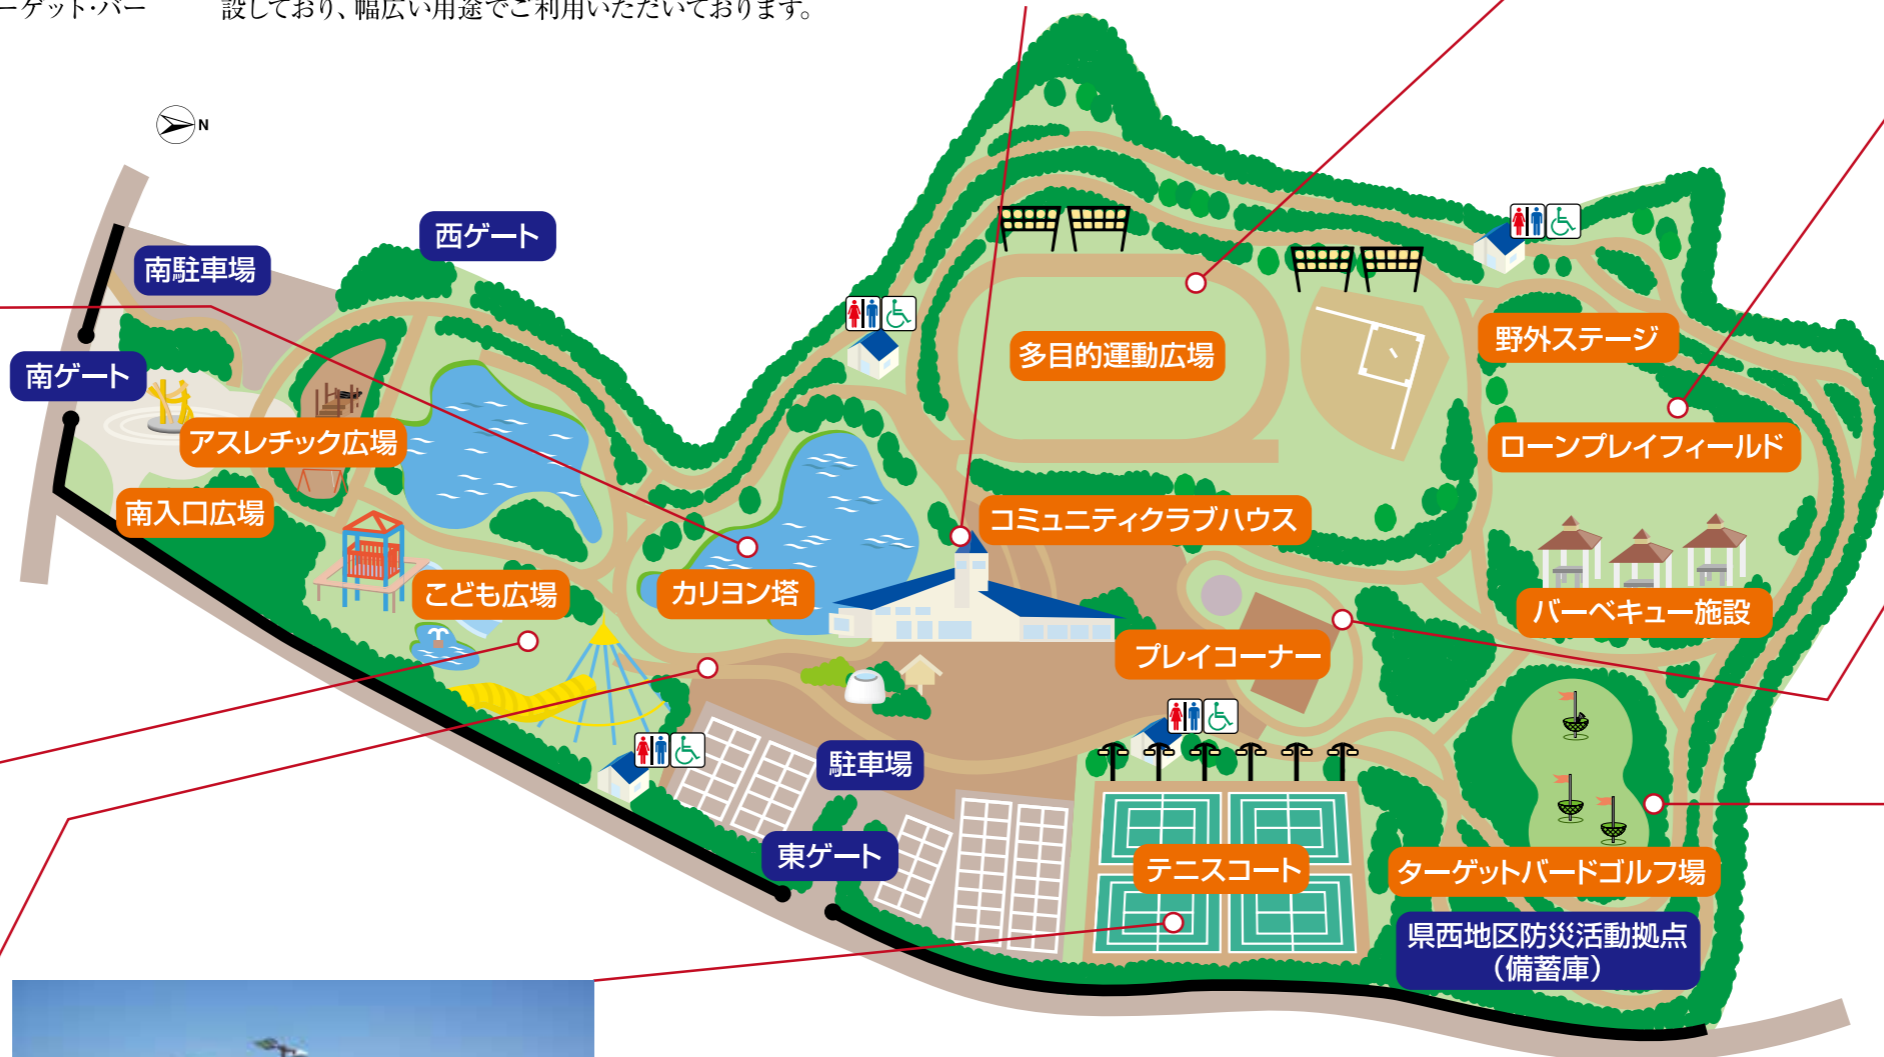 ーゲット・バー
設しており、幅広い用途でご利用いただいております。
N
西ゲート
南駐車場
南ゲート
アスレチック広場
南入口広場
こども広場
カリヨン塔
多目的運動広場
野外ステージ
ローンプレイフィールド
コミュニティクラブハウス
バーベキュー施設
プレイコーナー
駐車場
東ゲート
テニスコート
ターゲットバードゴルフ場
県西地区防災活動拠点
（備蓄庫）